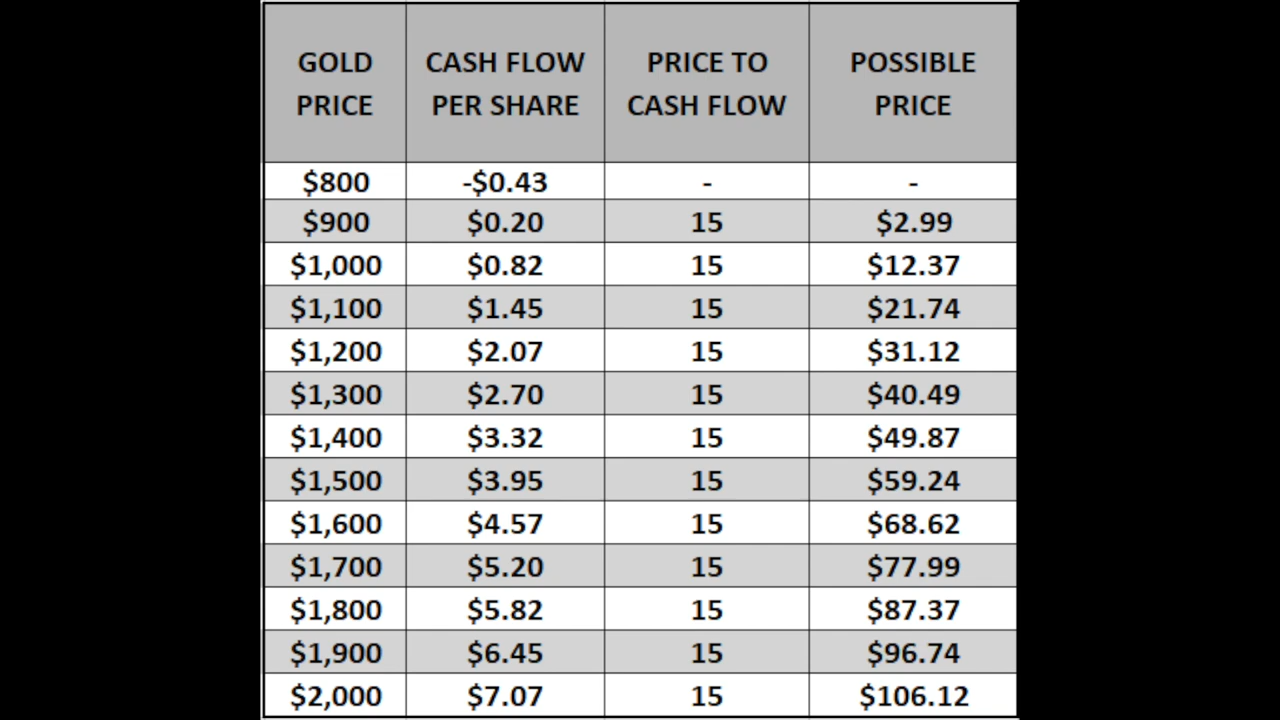 GOLD PRICE CASH FLOW PER SHARE PRICE TO CASH FLOW POSSIBLE PRICE
$800 -$0.43 - -
$900 $0.20 15 $2.99
$1,000 $0.82 15 $12.37
$1,100 $1.45 15 $21.74
$1,200 $2.07 15 $31.12
$1,300 $2.70 15 $40.49
$1,400 $3.32 15 $49.87
$1,500 $3.95 15 $59.24
$1,600 $4.57 15 $68.62
$1,700 $5.20 15 $77.99
$1,800 $5.82 15 $87.37
$1,900 $6.45 15 $96.74
$2,000 $7.07 15 $106.12